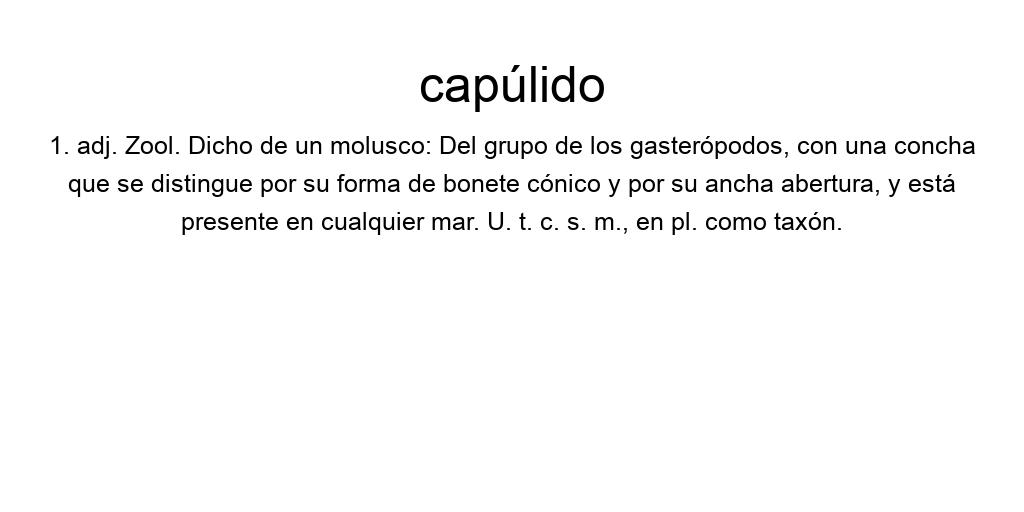 capúlido
1. adj. Zool. Dicho de un molusco: Del grupo de los gasterópodos, con una concha
que se distingue por su forma de bonete cónico y por su ancha abertura, y está
presente en cualquier mar. U. t. c. s. m., en pl. como taxón.